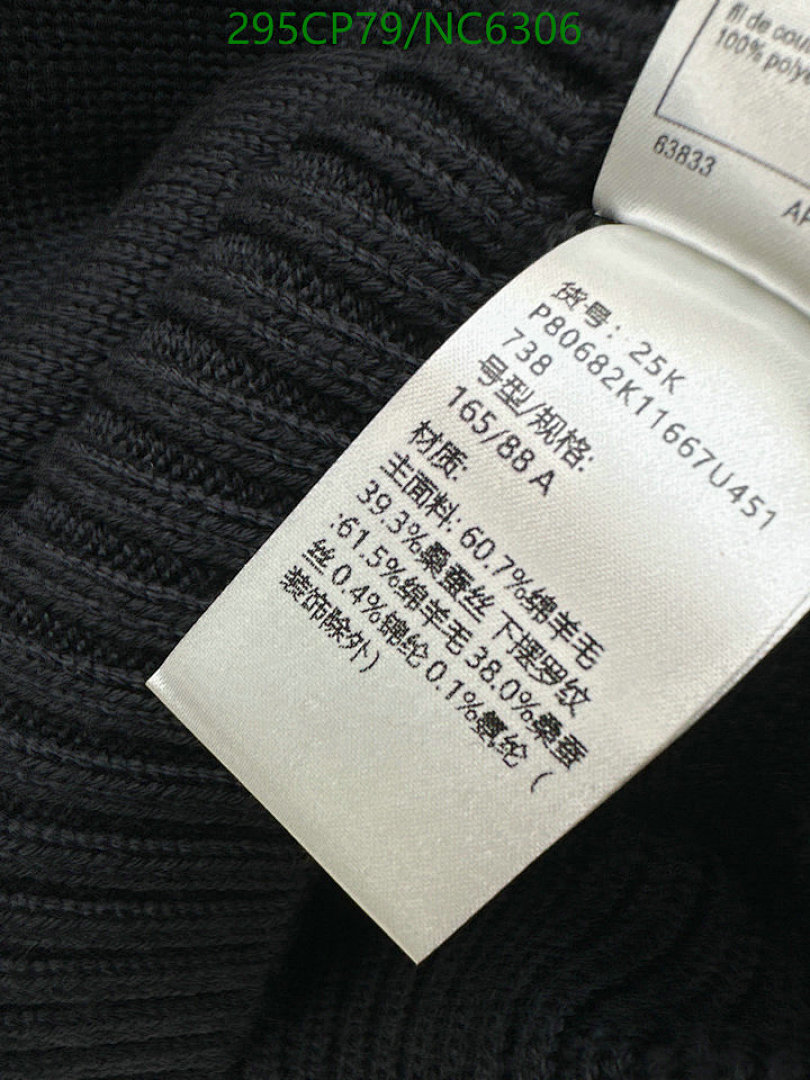 295CP79/NC6306
fil de cou
100% poly
63833
货号: 25K
P80682K11667U451
738
号型/规格:
165/88 A
材质:
主面料: 60.7%绵羊毛
39.3%桑蚕丝 下摆罗纹
:61.5%绵羊毛 38.0%桑蚕
丝 0.4%锦纶 0.1%氨纶 (
装饰除外)